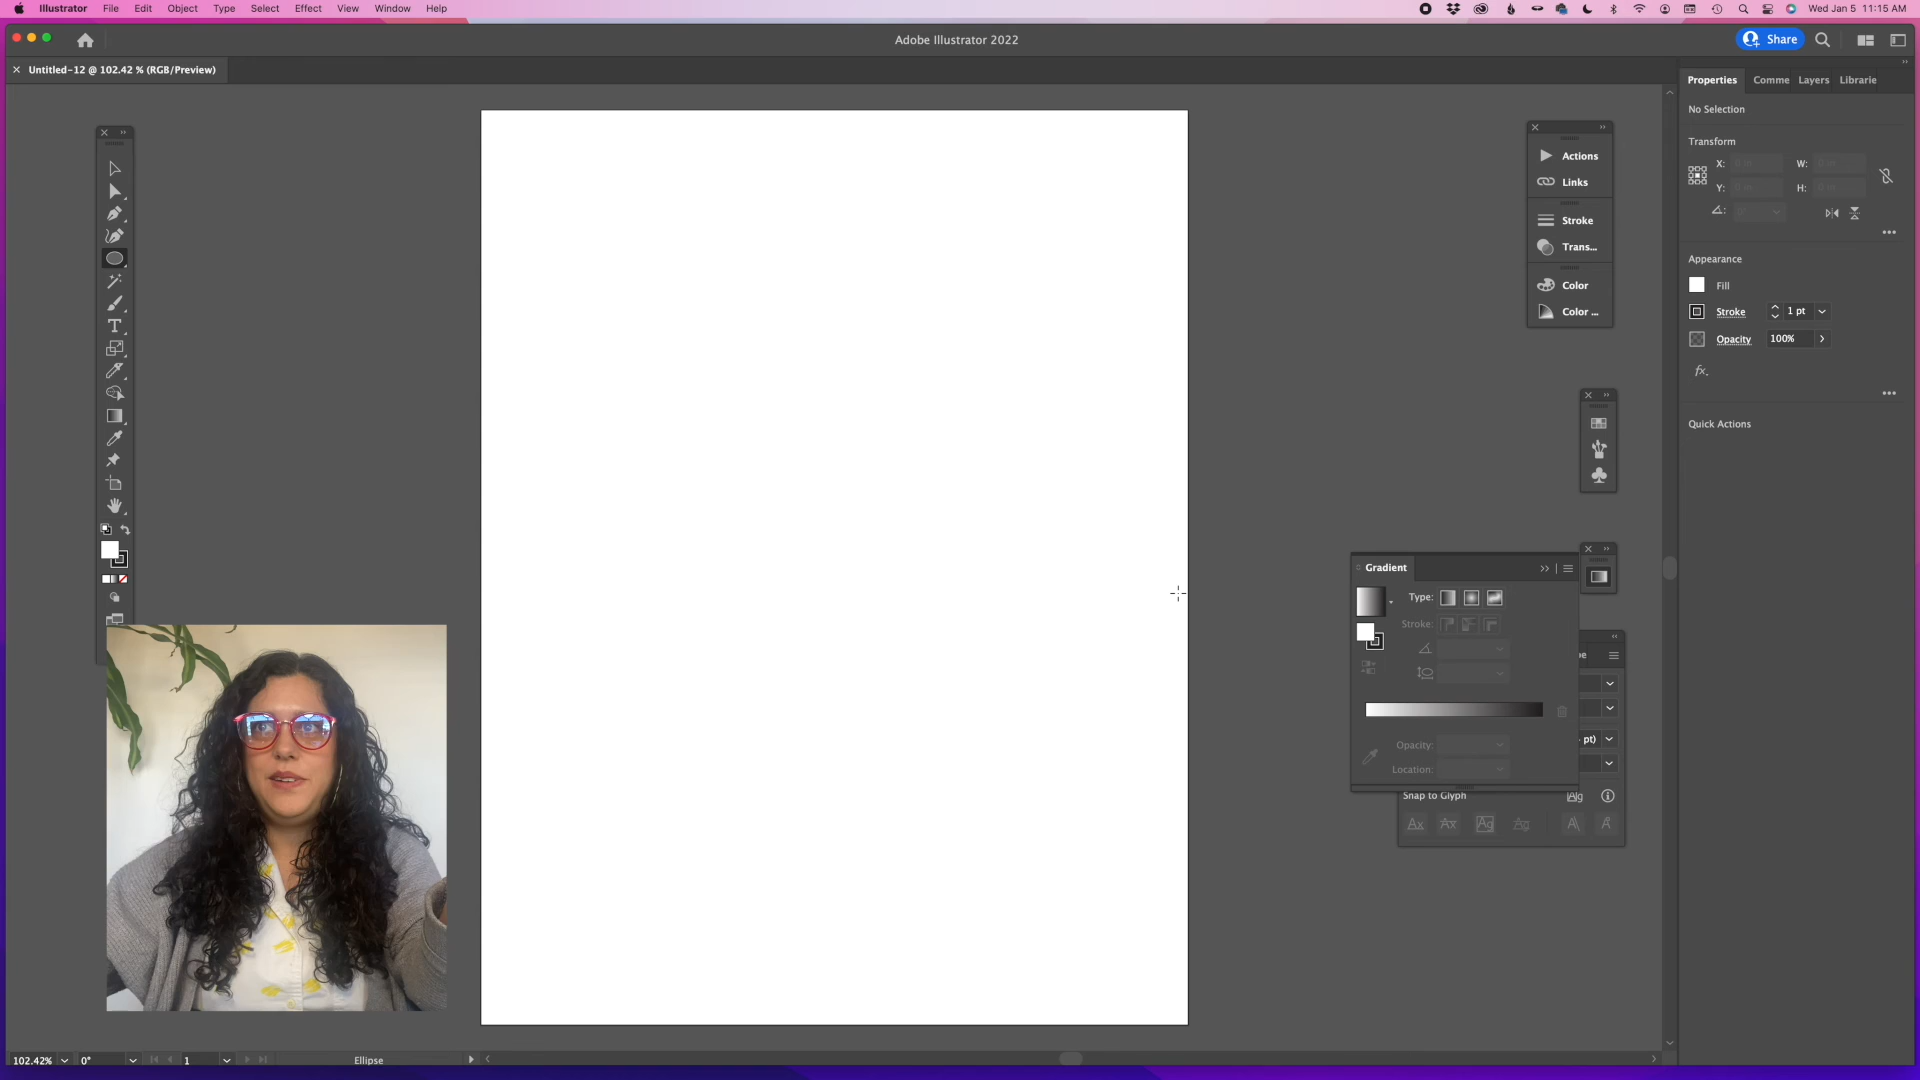 Illustrator File Edit Object Type Select Effect View Window Help
Wed Jan 5 11:15 AM
Adobe Illustrator 2022
Share
Untitled-12 @ 102.42 % (RGB/Preview)
Properties Comme Layers Librarie
No Selection
Transform
X: W:
Y: H:
Appearance
Fill
Stroke 1 pt
Opacity 100%
fx.
Quick Actions
Actions
Links
Stroke
Trans...
Color
Color ...
Gradient
Type:
Stroke:
Opacity:
Location:
pt)
Snap to Glyph
102.42% 0° 1 Ellipse